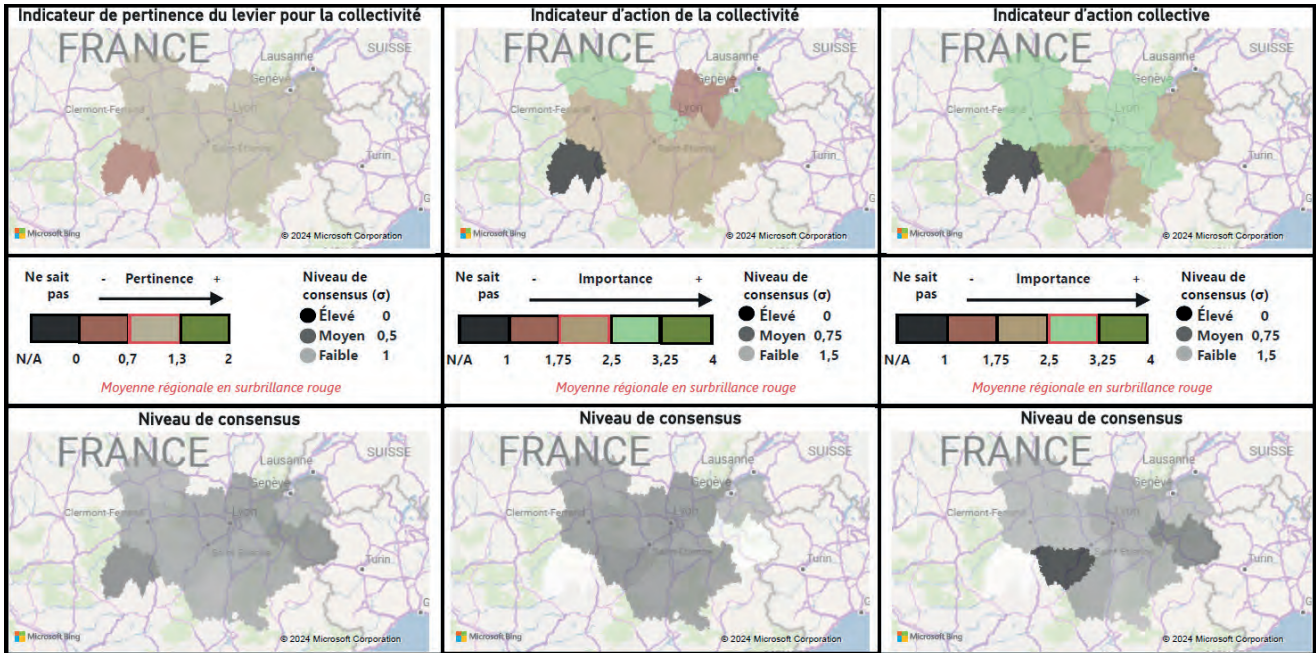 Indicateur de pertinence du levier pour la collectivité
FRANCE
Lausanne
SUISSE
Genève
Clermont-Ferrand
Lyon
Saint-Étienne
Turin
G
Microsoft Bing
© 2024 Microsoft Corporation
Indicateur d'action de la collectivité
FRANCE
Lausanne
SUISSE
Genève
Clermont-Ferrand
Lyon
Saint-Étienne
Turin
G
Microsoft Bing
© 2024 Microsoft Corporation
Indicateur d'action collective
FRANCE
Lausanne
SUISSE
Genève
Clermont-Ferrand
Lyon
Saint-Étienne
Turin
G
Microsoft Bing
© 2024 Microsoft Corporation
Ne sait pas
- Pertinence +
Niveau de consensus (σ)
Élevé 0
Moyen 0,5
Faible 1
N/A 0 0,7 1,3 2
Moyenne régionale en surbrillance rouge
Ne sait pas
- Importance +
Niveau de consensus (σ)
Élevé 0
Moyen 0,75
Faible 1,5
N/A 1 1,75 2,5 3,25 4
Moyenne régionale en surbrillance rouge
Ne sait pas
- Importance +
Niveau de consensus (σ)
Élevé 0
Moyen 0,75
Faible 1,5
N/A 1 1,75 2,5 3,25 4
Moyenne régionale en surbrillance rouge
Niveau de consensus
FRANCE
Lausanne
SUISSE
Genève
Clermont-Ferrand
Lyon
Saint-Étienne
Turin
G
Microsoft Bing
© 2024 Microsoft Corporation
Niveau de consensus
FRANCE
Lausanne
SUISSE
Genève
Clermont-Ferrand
Lyon
Saint-Étienne
Turin
G
Microsoft Bing
© 2024 Microsoft Corporation
Niveau de consensus
FRANCE
Lausanne
SUISSE
Genève
Clermont-Ferrand
Lyon
Saint-Étienne
Turin
G
Microsoft Bing
© 2024 Microsoft Corporation